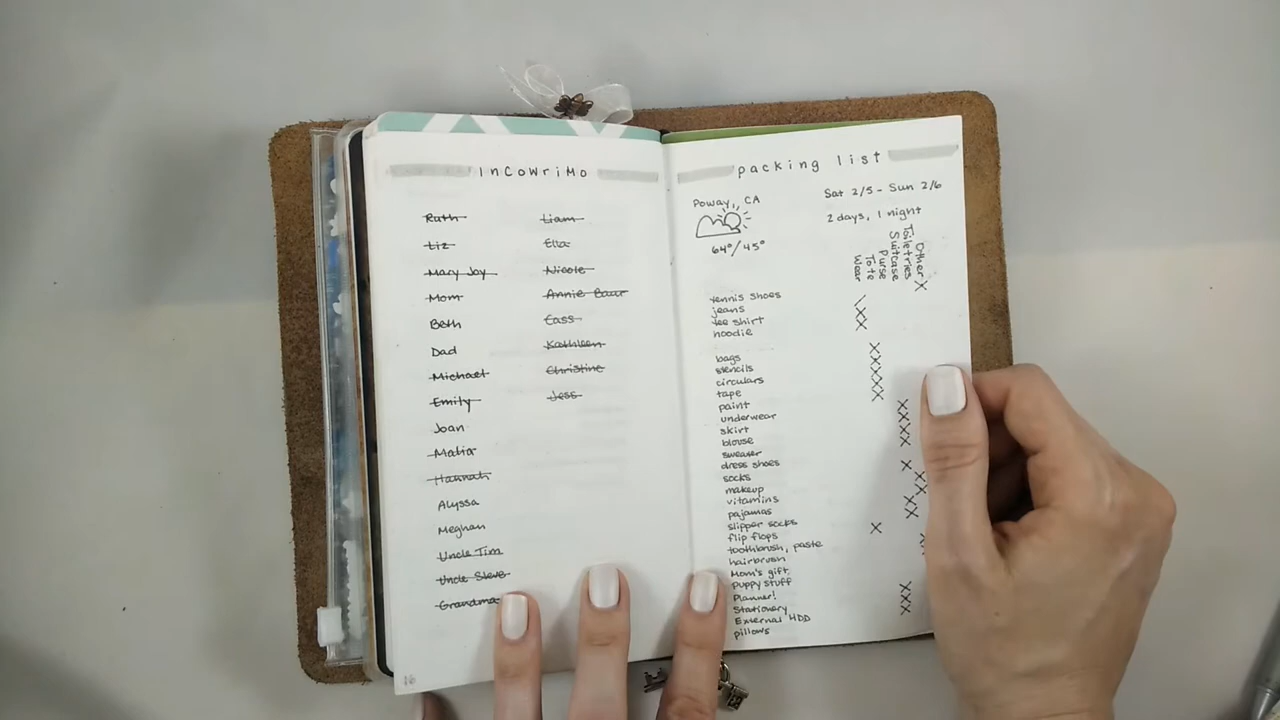 InCoWriMo
Ruth
Liz
Mary Joy
Mom
Beth
Dad
Michael
Emily
Joan
Maria
Hannah
Alyssa
Meghan
Uncle Tim
Uncle Steve
Grandma
Liam
Ella
Nicole
Annie Baur
Cass
Kathleen
Christine
Jess
16
packing list
Poway, CA
64°/45°
Sat 2/5 - Sun 2/6
2 days, 1 night
Wear
Tote
Purse
Suitcase
Toiletries
Other
tennis shoes
jeans
tee shirt
hoodie
bags
stencils
circulars
tape
paint
underwear
skirt
blouse
sweater
dress shoes
socks
makeup
vitamins
pajamas
slipper socks
flip flops
toothbrush, paste
hairbrush
Mom's gift
puppy stuff
Planner!
Stationery
External HDD
pillows